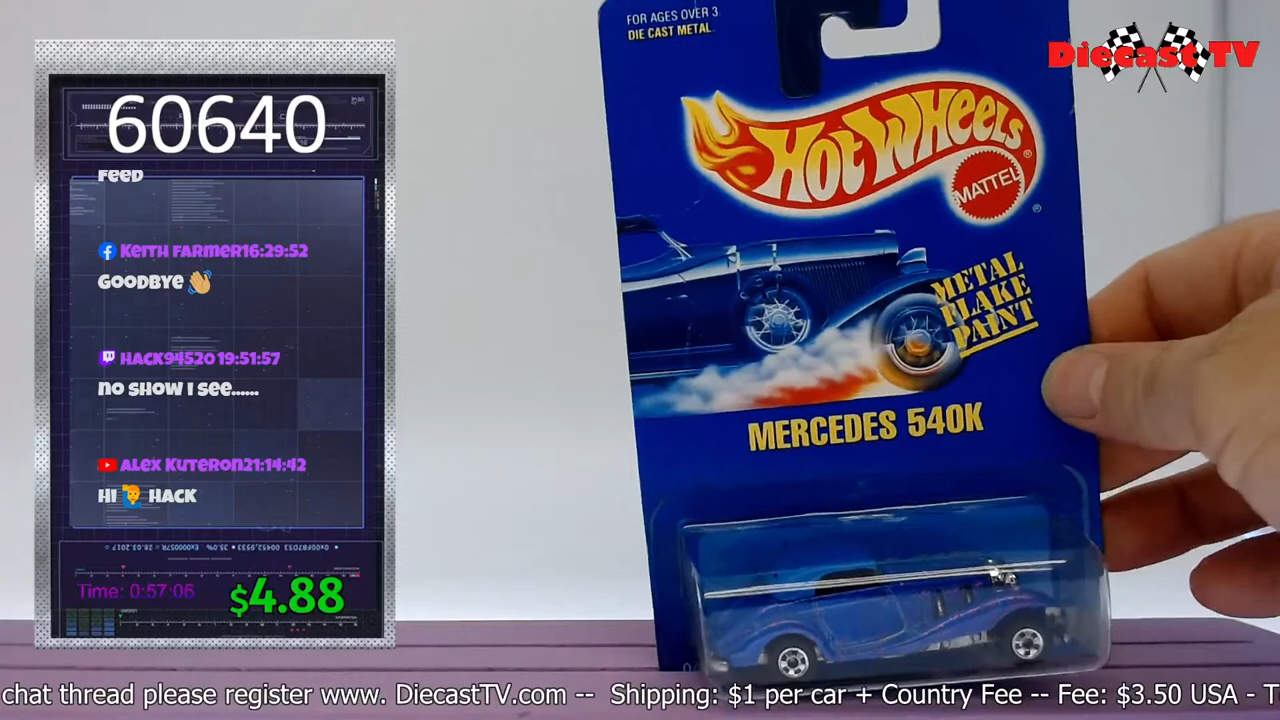 60640
FEED
KEITH FARMER16:29:52
GOODBYE 👋
HACK94520 19:51:57
NO SHOW I SEE......
ALEX KUTERON21:14:42
HI 🙋‍♂️ HACK
Time: 0:57:06
$4.88
FOR AGES OVER 3.
DIE CAST METAL.
HOT WHEELS®
MATTEL
®
METAL
FLAKE
PAINT
MERCEDES 540K
Diecast TV
chat thread please register www. DiecastTV.com -- Shipping: $1 per car + Country Fee -- Fee: $3.50 USA - T